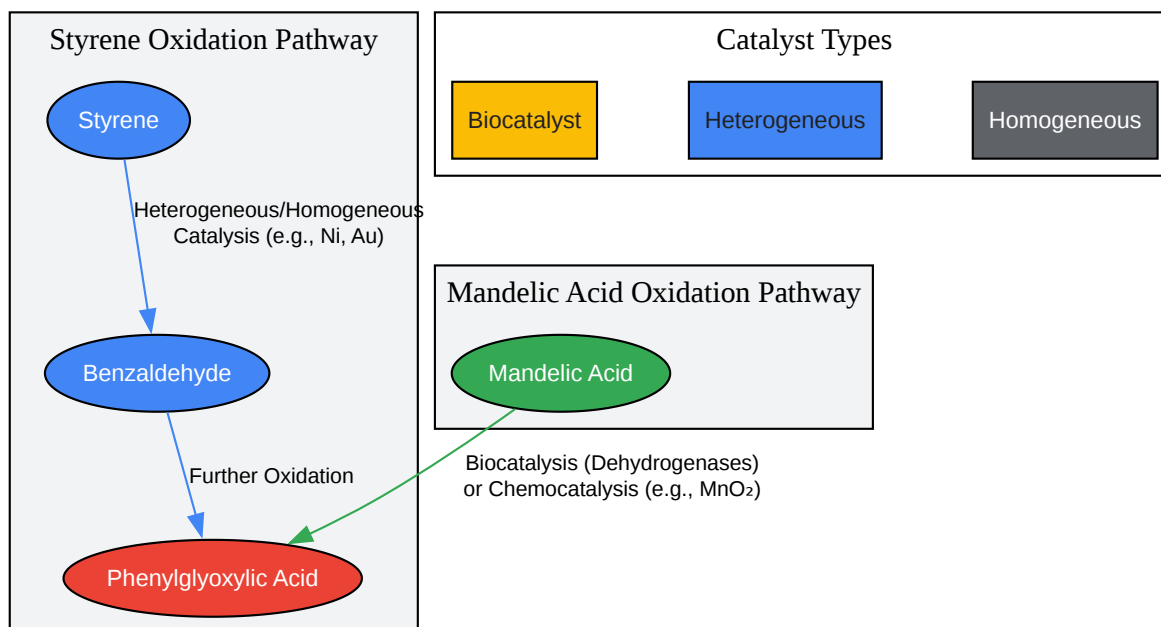 Styrene Oxidation Pathway
Styrene
Heterogeneous/Homogeneous
Catalysis (e.g., Ni, Au)
Benzaldehyde
Further Oxidation
Phenylglyoxylic Acid
Catalyst Types
Biocatalyst
Heterogeneous
Homogeneous
Mandelic Acid Oxidation Pathway
Mandelic Acid
Biocatalysis (Dehydrogenases)
or Chemocatalysis (e.g., MnO₂)